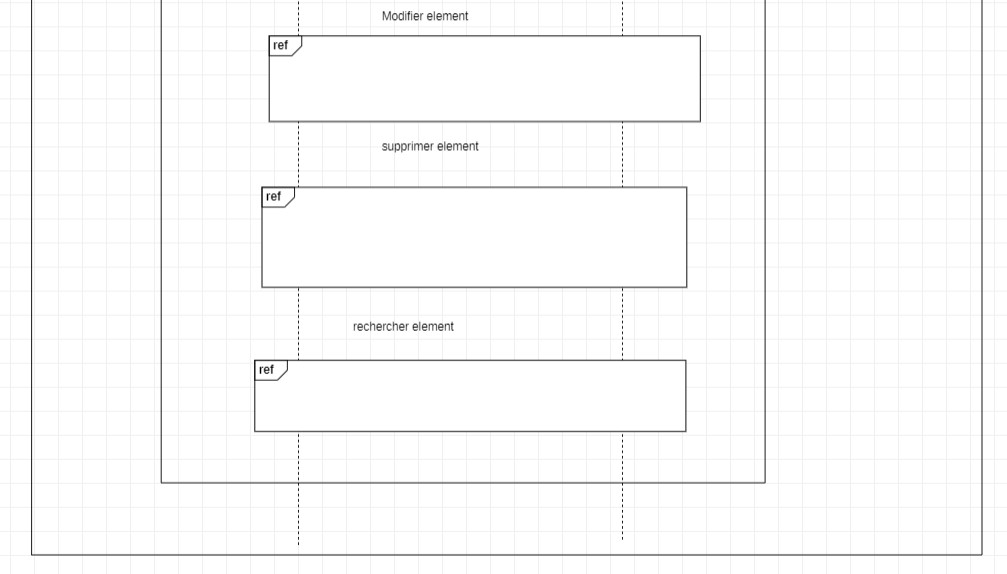 Modifier element
ref
supprimer element
ref
rechercher element
ref